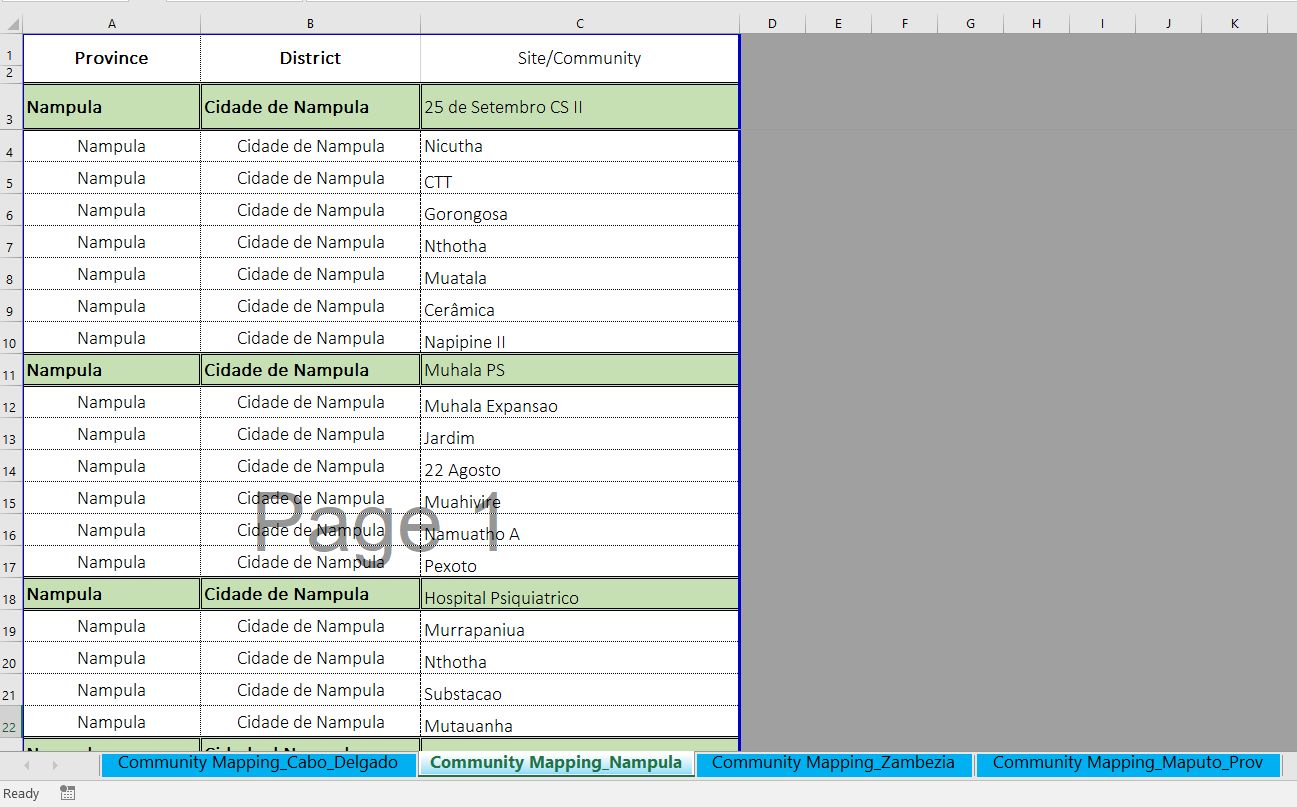 A B C D E F G H I J K
1 Province District Site/Community
2
3 Nampula Cidade de Nampula 25 de Setembro CS II
4 Nampula Cidade de Nampula Nicutha
5 Nampula Cidade de Nampula CTT
6 Nampula Cidade de Nampula Gorongosa
7 Nampula Cidade de Nampula Nthotha
8 Nampula Cidade de Nampula Muatala
9 Nampula Cidade de Nampula Cerâmica
10 Nampula Cidade de Nampula Napipine II
11 Nampula Cidade de Nampula Muhala PS
12 Nampula Cidade de Nampula Muhala Expansao
13 Nampula Cidade de Nampula Jardim
14 Nampula Cidade de Nampula 22 Agosto
15 Nampula Cidade de Nampula Muahivire
Page 1
16 Nampula Cidade de Nampula Namuatho A
17 Nampula Cidade de Nampula Pexoto
18 Nampula Cidade de Nampula Hospital Psiquiatrico
19 Nampula Cidade de Nampula Murrapaniua
20 Nampula Cidade de Nampula Nthotha
21 Nampula Cidade de Nampula Substacao
22 Nampula Cidade de Nampula Mutauanha
Community Mapping_Cabo_Delgado Community Mapping_Nampula Community Mapping_Zambezia Community Mapping_Maputo_Prov
Ready